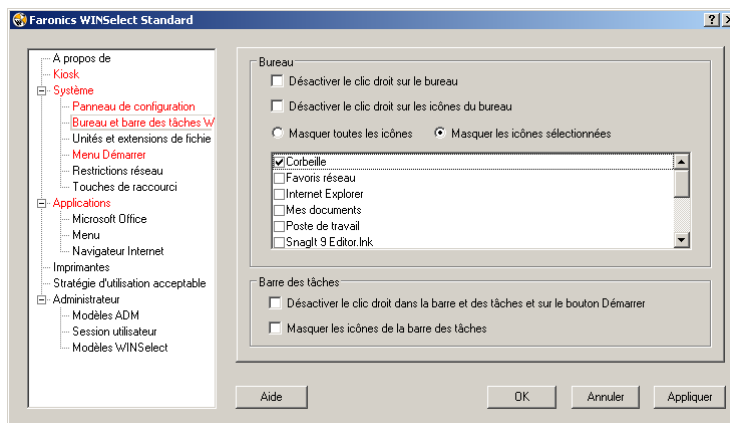 Faronics WINSelect Standard
A propos de
Kiosk
Système
Panneau de configuration
Bureau et barre des tâches W
Unités et extensions de fichie
Menu Démarrer
Restrictions réseau
Touches de raccourci
Applications
Microsoft Office
Menu
Navigateur Internet
Imprimantes
Stratégie d'utilisation acceptable
Administrateur
Modèles ADM
Session utilisateur
Modèles WINSelect
Bureau
Désactiver le clic droit sur le bureau
Désactiver le clic droit sur les icônes du bureau
Masquer toutes les icônes
Masquer les icônes sélectionnées
Corbeille
Favoris réseau
Internet Explorer
Mes documents
Poste de travail
SnagIt 9 Editor.lnk
Barre des tâches
Désactiver le clic droit dans la barre et des tâches et sur le bouton Démarrer
Masquer les icônes de la barre des tâches
Aide
OK
Annuler
Appliquer